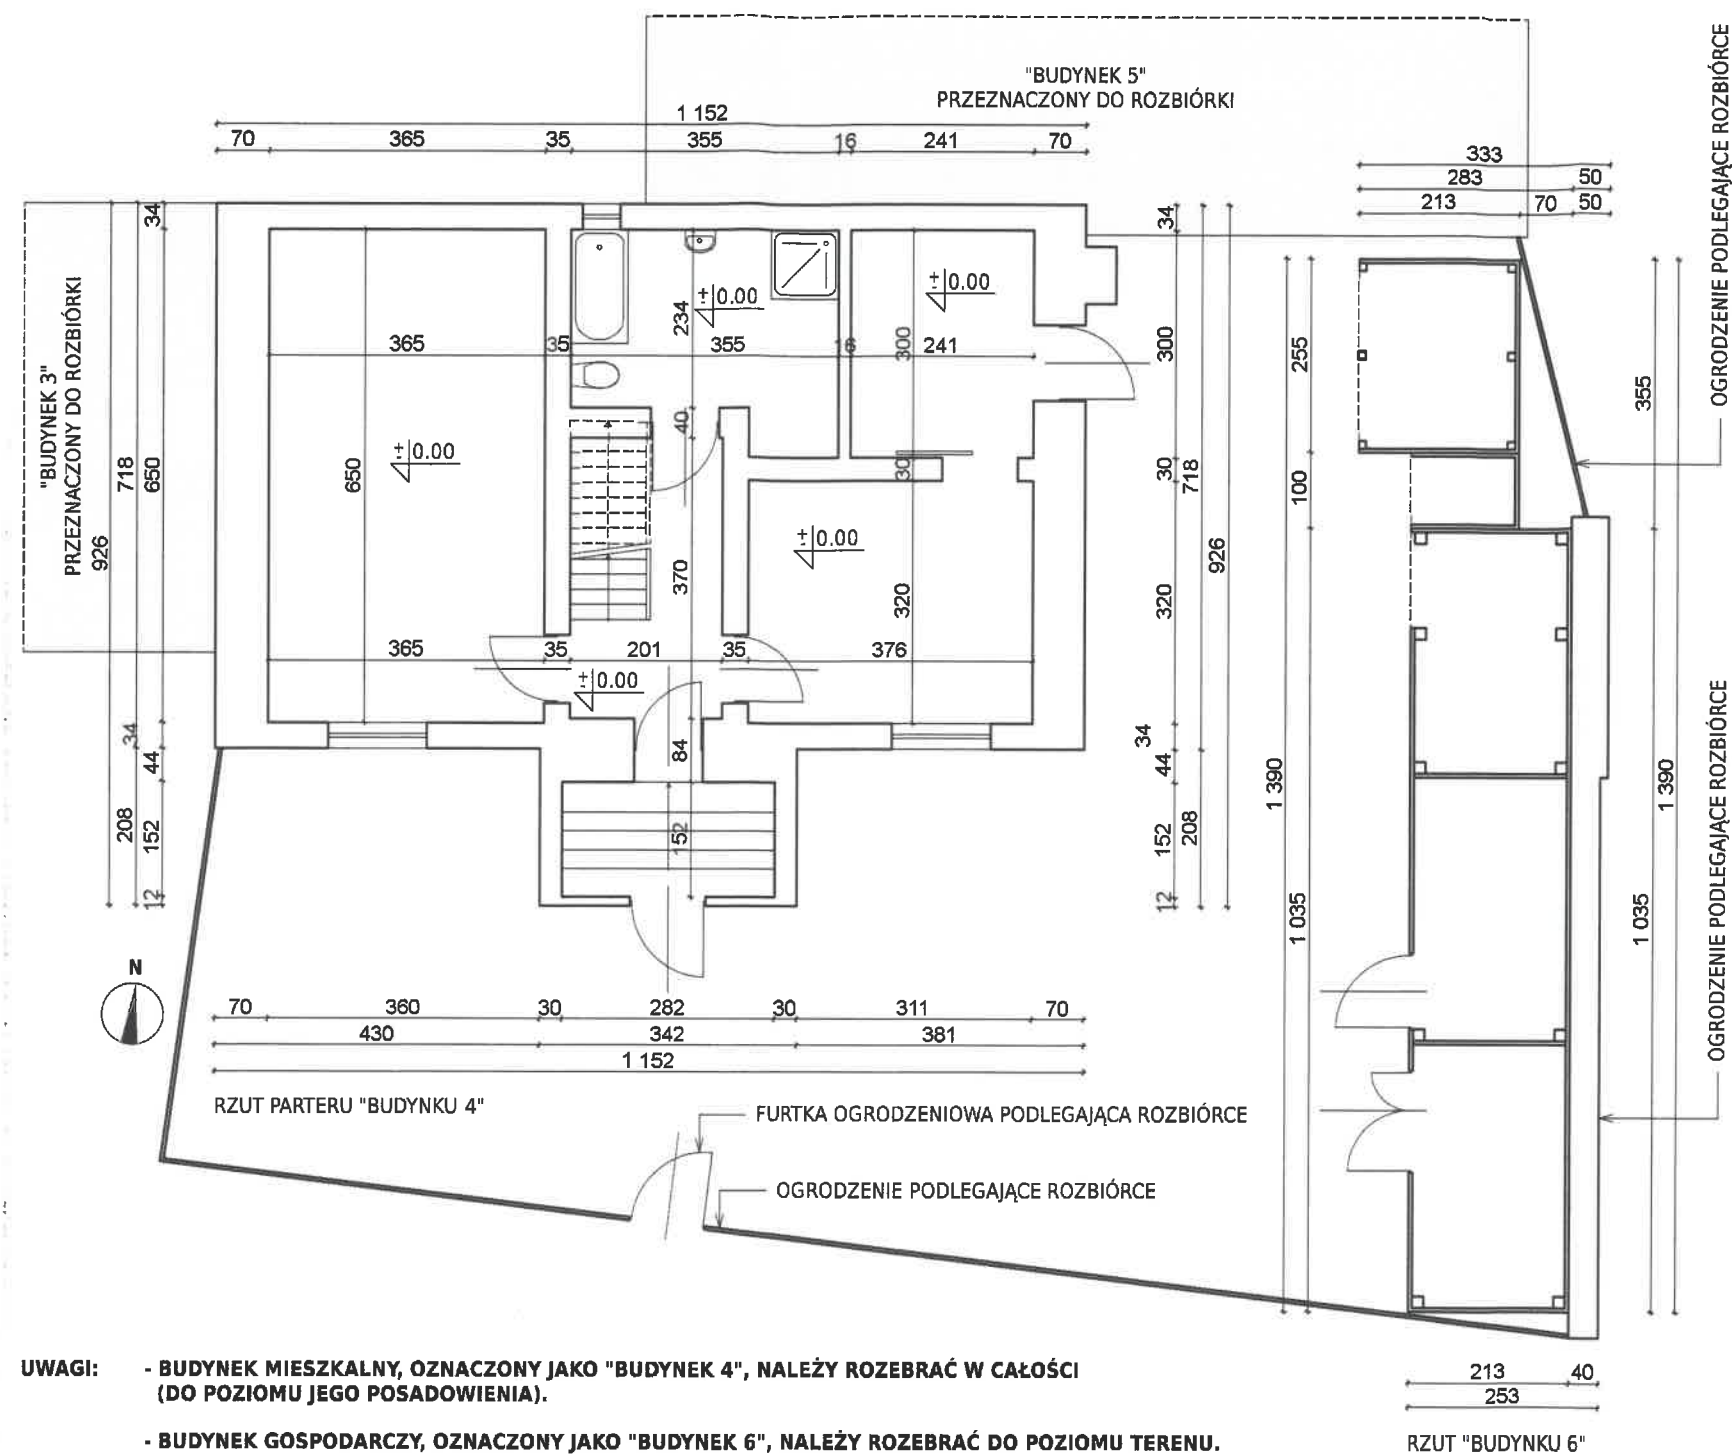 "BUDYNEK 5"
PRZEZNACZONY DO ROZBIÓRKI
1 152
70 365 35 355 16 241 70
333
283 50
213 70 50
OGRODZENIE PODLEGAJĄCE ROZBIÓRCE
"BUDYNEK 3"
PRZEZNACZONY DO ROZBIÓRKI
926
718
208
34
650
34
44
152
12
365 35 355 16 241
650
234
40
370
84
152
300
30
320
±0.00
±0.00
±0.00
±0.00
±0.00
365 35 201 35 376
34
300
30
320
34
44
152
12
718
208
926
1 390
255
100
1 035
355
1 035
1 390
OGRODZENIE PODLEGAJĄCE ROZBIÓRCE
N
70 360 30 282 30 311 70
430 342 381
1 152
RZUT PARTERU "BUDYNKU 4"
FURTKA OGRODZENIOWA PODLEGAJĄCA ROZBIÓRCE
OGRODZENIE PODLEGAJĄCE ROZBIÓRCE
UWAGI: - BUDYNEK MIESZKALNY, OZNACZONY JAKO "BUDYNEK 4", NALEŻY ROZEBRAĆ W CAŁOŚCI
(DO POZIOMU JEGO POSADOWIENIA).
- BUDYNEK GOSPODARCZY, OZNACZONY JAKO "BUDYNEK 6", NALEŻY ROZEBRAĆ DO POZIOMU TERENU.
213 40
253
RZUT "BUDYNKU 6"